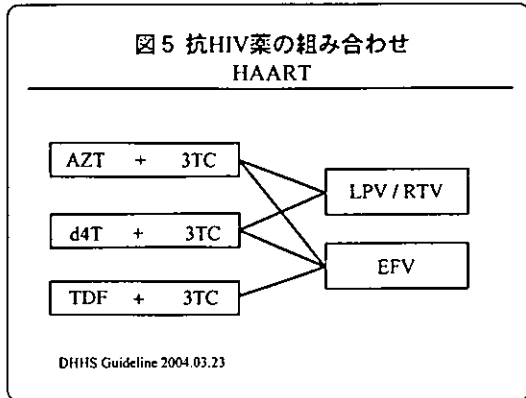 図5 抗HIV薬の組み合わせ
HAART
AZT + 3TC
LPV / RTV
d4T + 3TC
EFV
TDF + 3TC
DHHS Guideline 2004.03.23